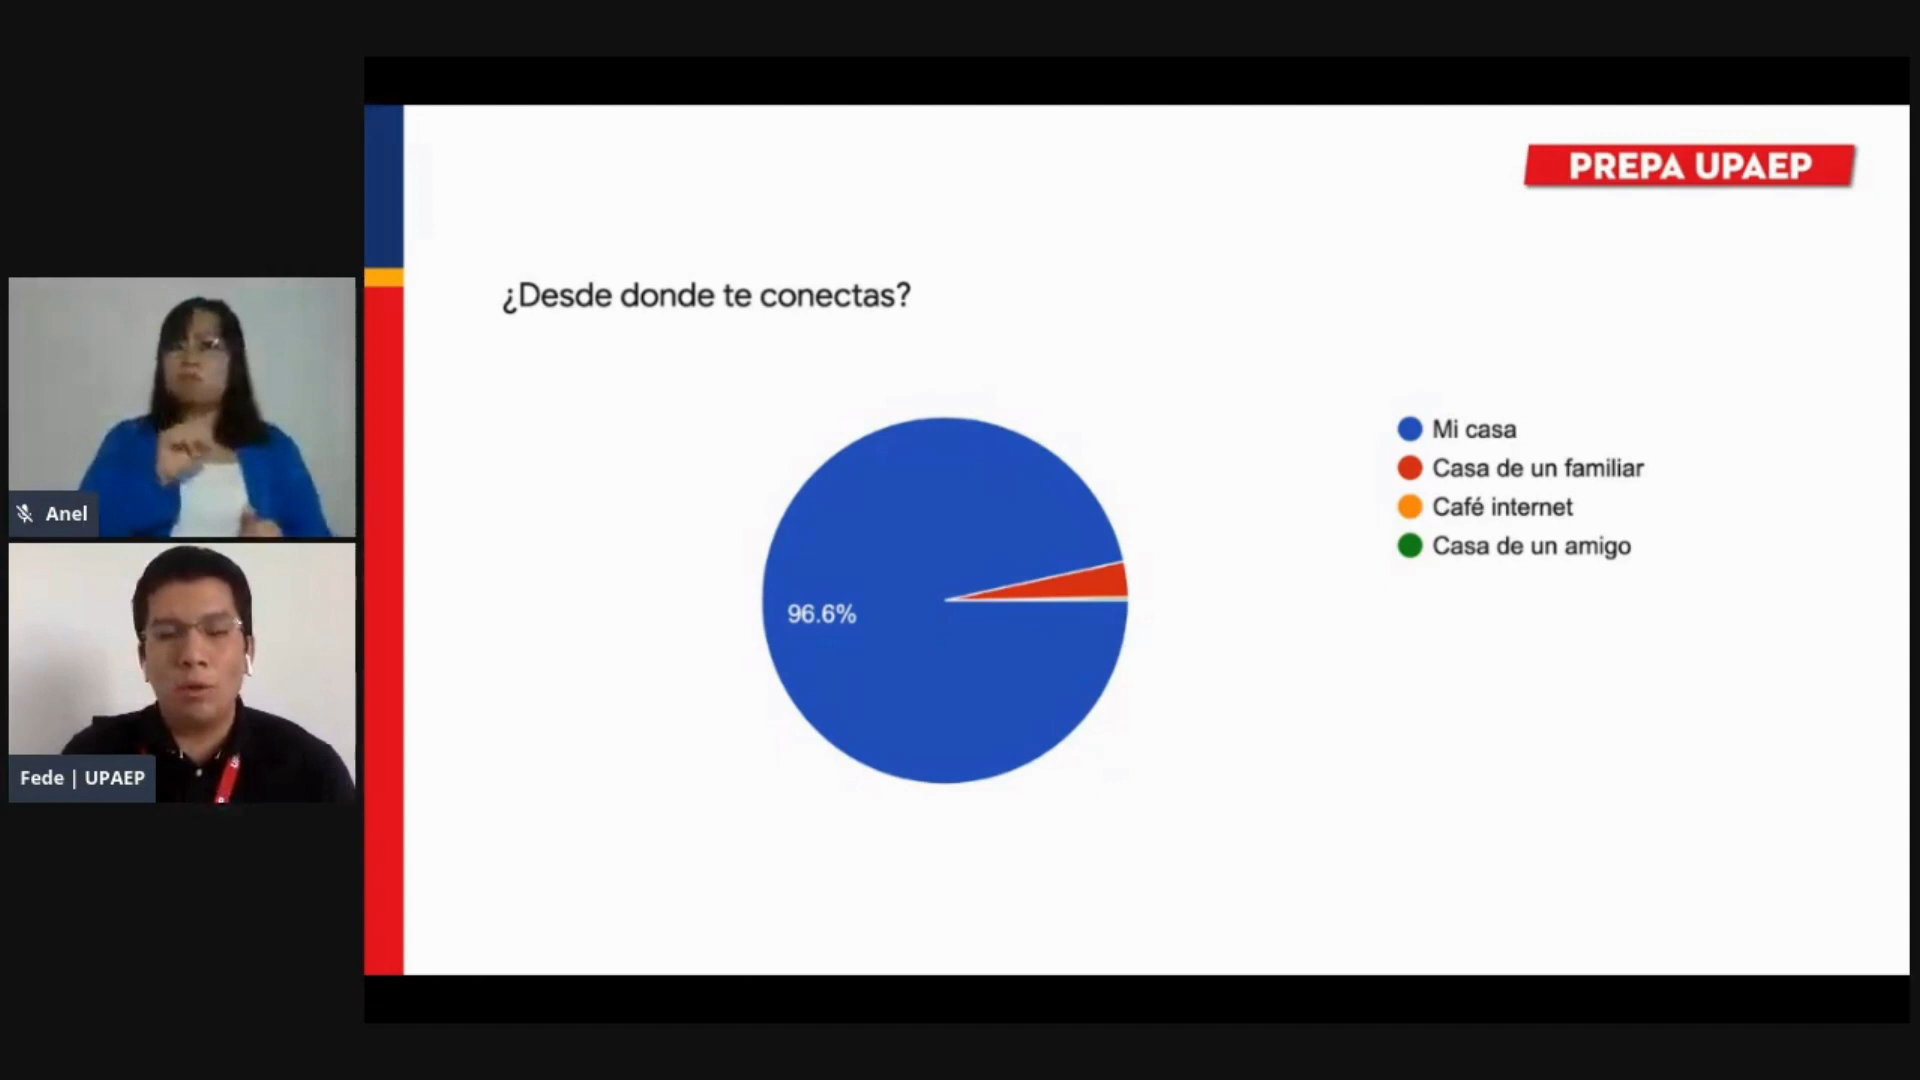 PREPA UPAEP
¿Desde donde te conectas?
Mi casa
Casa de un familiar
Café internet
Casa de un amigo
96.6%
Anel
Fede | UPAEP